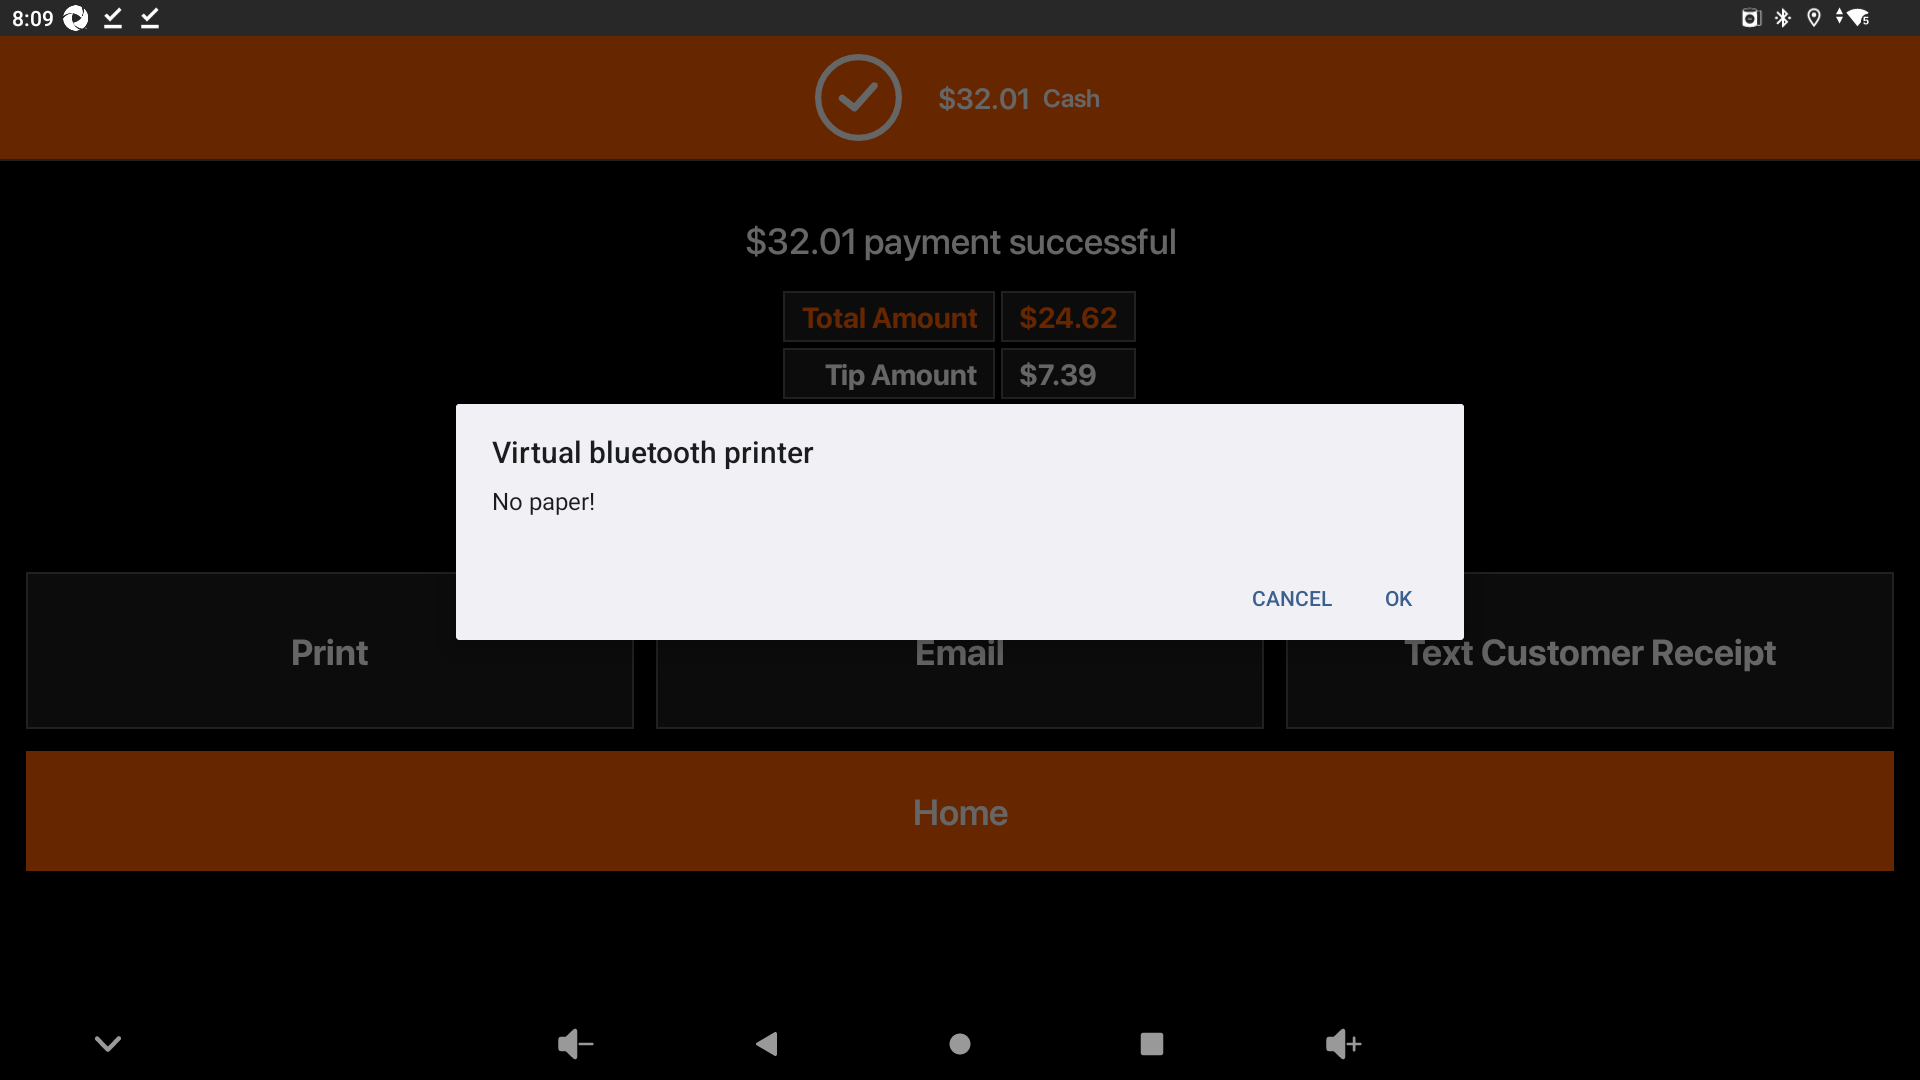 8:09
5
$32.01 Cash
$32.01 payment successful
Total Amount $24.62
Tip Amount $7.39
Virtual bluetooth printer
No paper!
CANCEL OK
Print Email Text Customer Receipt
Home